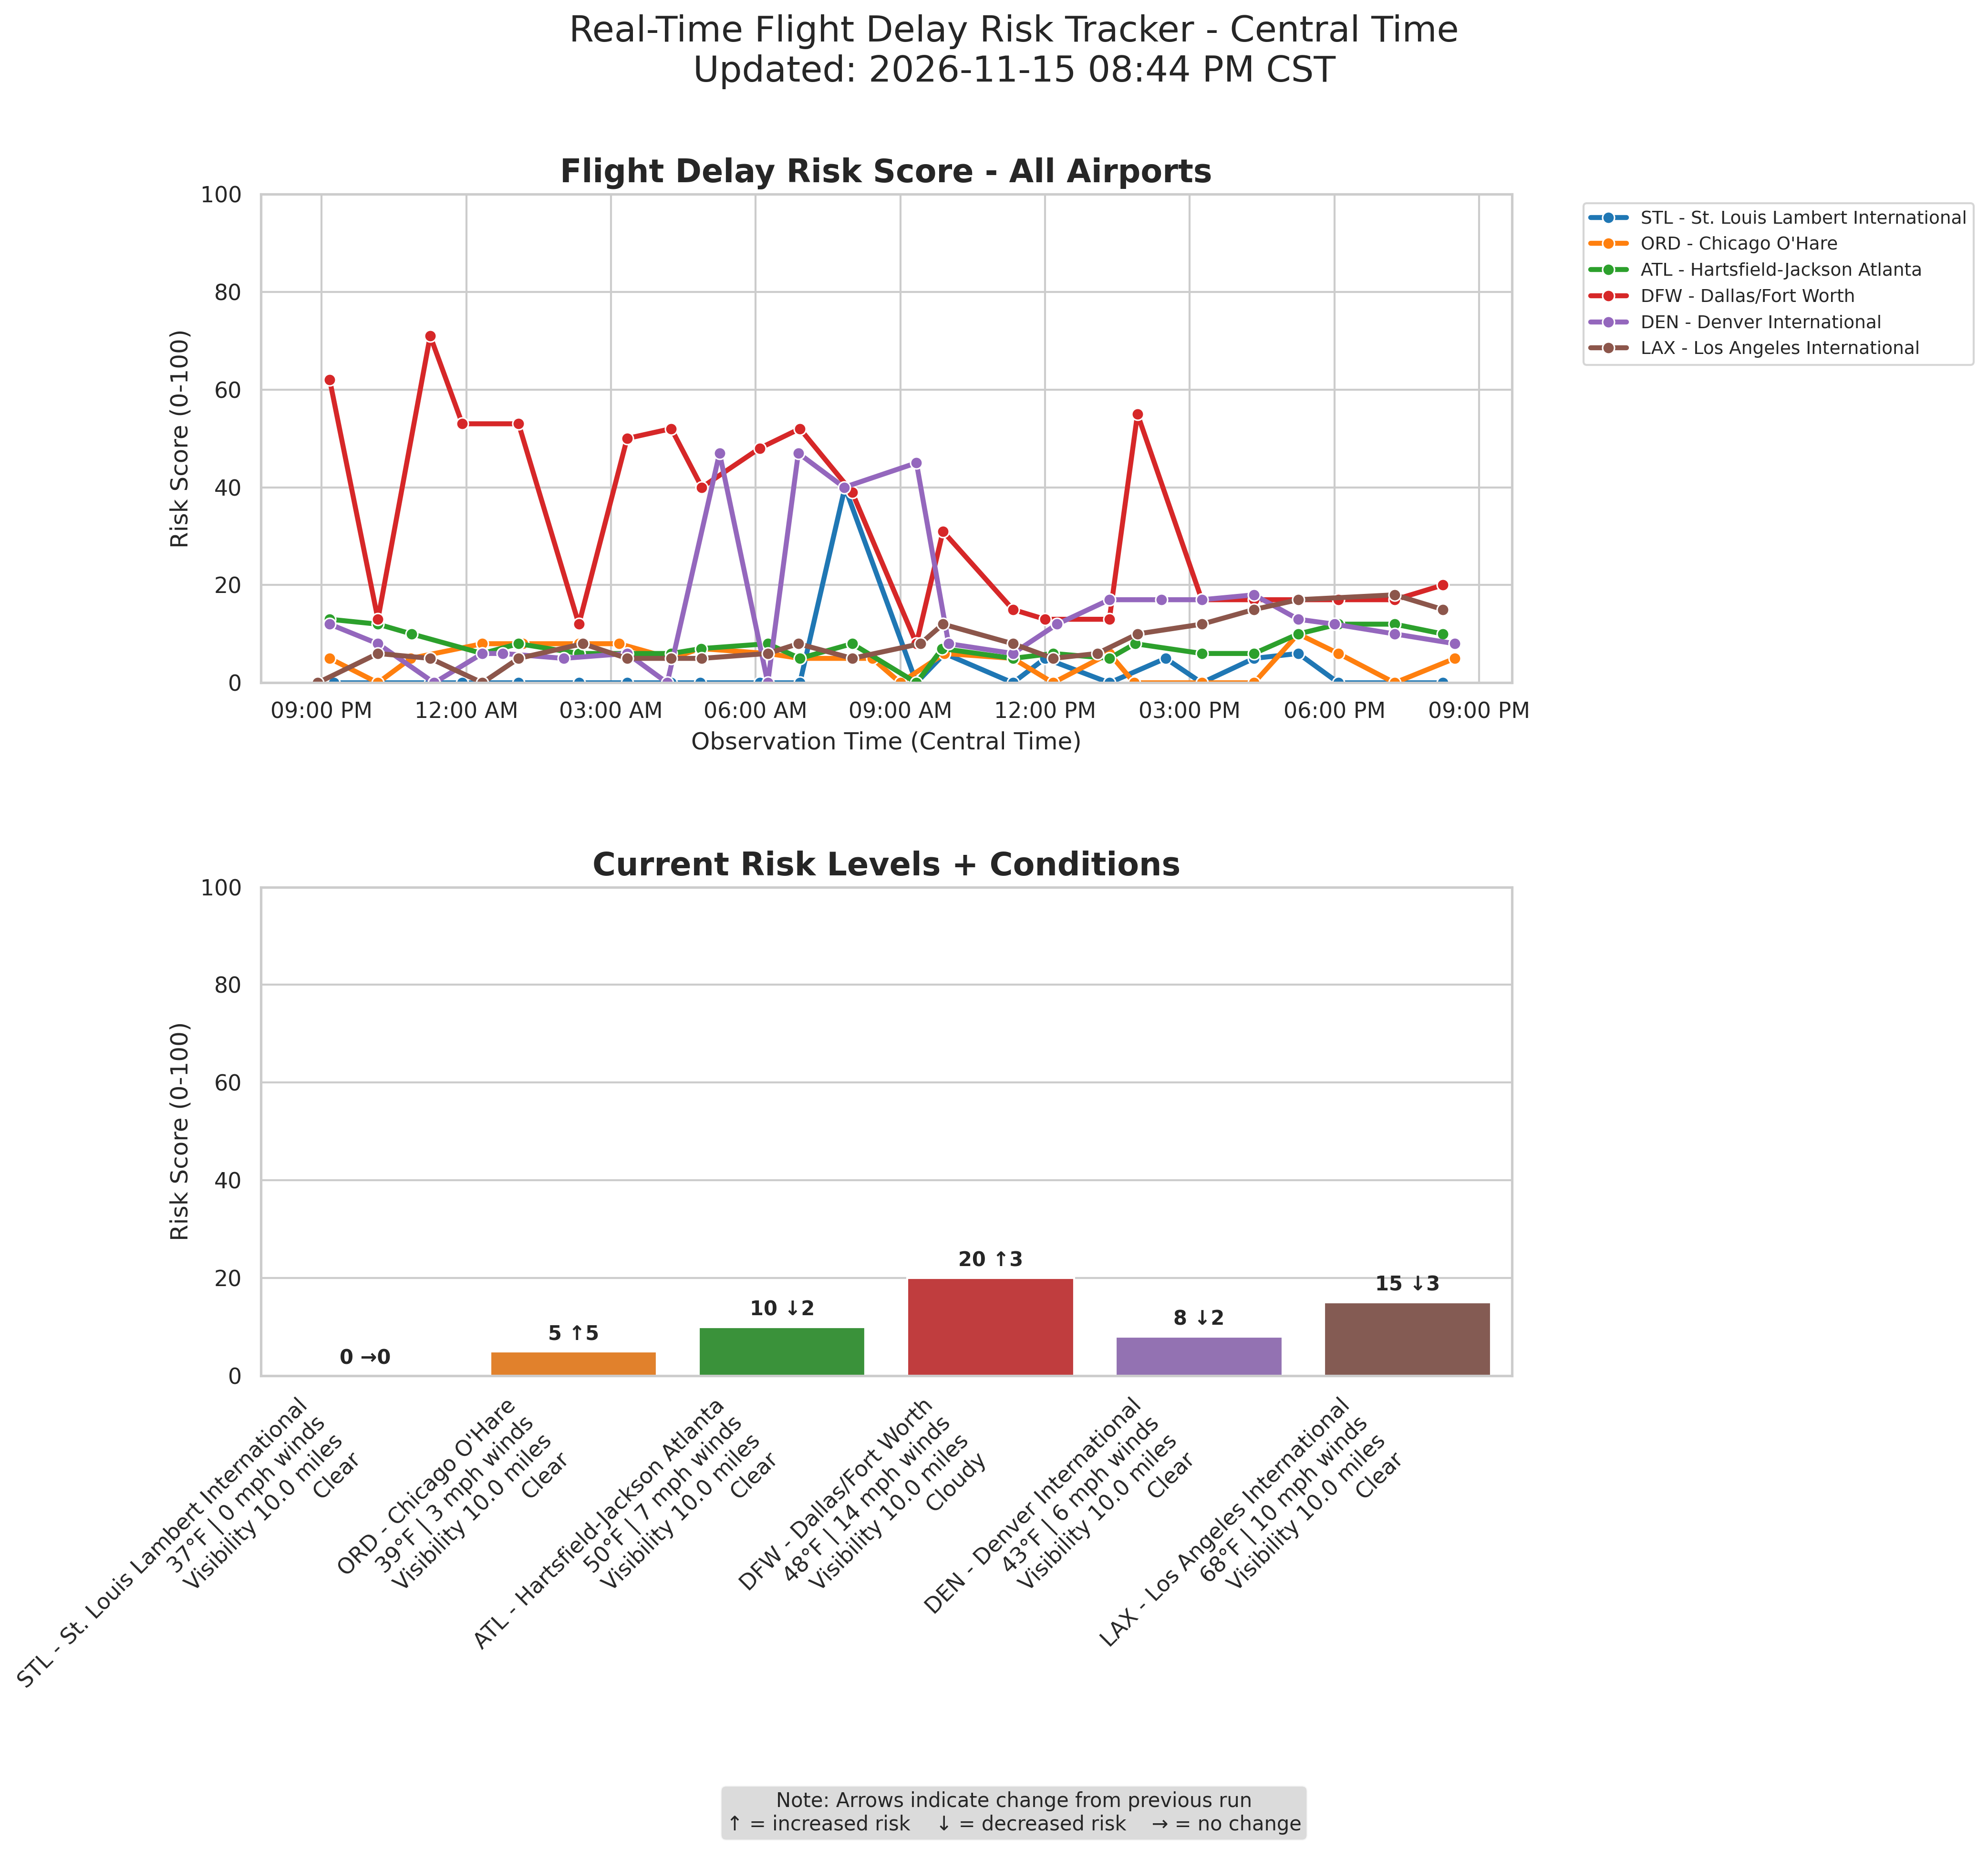 Real-Time Flight Delay Risk Tracker - Central Time
Updated: 2026-11-15 08:44 PM CST
Flight Delay Risk Score - All Airports
Risk Score (0-100)
100
80
60
40
20
0
09:00 PM
12:00 AM
03:00 AM
06:00 AM
09:00 AM
12:00 PM
03:00 PM
06:00 PM
09:00 PM
Observation Time (Central Time)
STL - St. Louis Lambert International
ORD - Chicago O'Hare
ATL - Hartsfield-Jackson Atlanta
DFW - Dallas/Fort Worth
DEN - Denver International
LAX - Los Angeles International
Current Risk Levels + Conditions
Risk Score (0-100)
100
80
60
40
20
0
0 →0
5 ↑5
10 ↓2
20 ↑3
8 ↓2
15 ↓3
STL - St. Louis Lambert International
37°F | 0 mph winds
Visibility 10.0 miles
Clear
ORD - Chicago O'Hare
39°F | 3 mph winds
Visibility 10.0 miles
Clear
ATL - Hartsfield-Jackson Atlanta
50°F | 7 mph winds
Visibility 10.0 miles
Clear
DFW - Dallas/Fort Worth
48°F | 14 mph winds
Visibility 10.0 miles
Cloudy
DEN - Denver International
43°F | 6 mph winds
Visibility 10.0 miles
Clear
LAX - Los Angeles International
68°F | 10 mph winds
Visibility 10.0 miles
Clear
Note: Arrows indicate change from previous run
↑ = increased risk ↓ = decreased risk → = no change